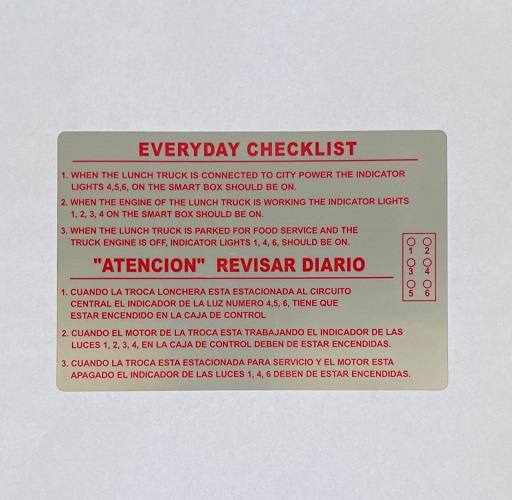 EVERYDAY CHECKLIST
1. WHEN THE LUNCH TRUCK IS CONNECTED TO CITY POWER THE INDICATOR
LIGHTS 4,5,6, ON THE SMART BOX SHOULD BE ON.
2. WHEN THE ENGINE OF THE LUNCH TRUCK IS WORKING THE INDICATOR LIGHTS
1, 2, 3, 4 ON THE SMART BOX SHOULD BE ON.
3. WHEN THE LUNCH TRUCK IS PARKED FOR FOOD SERVICE AND THE
TRUCK ENGINE IS OFF, INDICATOR LIGHTS 1, 4, 6, SHOULD BE ON.
1 2
3 4
5 6
"ATENCION" REVISAR DIARIO
1. CUANDO LA TROCA LONCHERA ESTA ESTACIONADA AL CIRCUITO
CENTRAL EL INDICADOR DE LA LUZ NUMERO 4,5, 6, TIENE QUE
ESTAR ENCENDIDO EN LA CAJA DE CONTROL
2. CUANDO EL MOTOR DE LA TROCA ESTA TRABAJANDO EL INDICADOR DE LAS
LUCES 1, 2, 3, 4, EN LA CAJA DE CONTROL DEBEN DE ESTAR ENCENDIDAS.
3. CUANDO LA TROCA ESTA ESTACIONADA PARA SERVICIO Y EL MOTOR ESTA
APAGADO EL INDICADOR DE LAS LUCES 1, 4, 6 DEBEN DE ESTAR ENCENDIDAS.